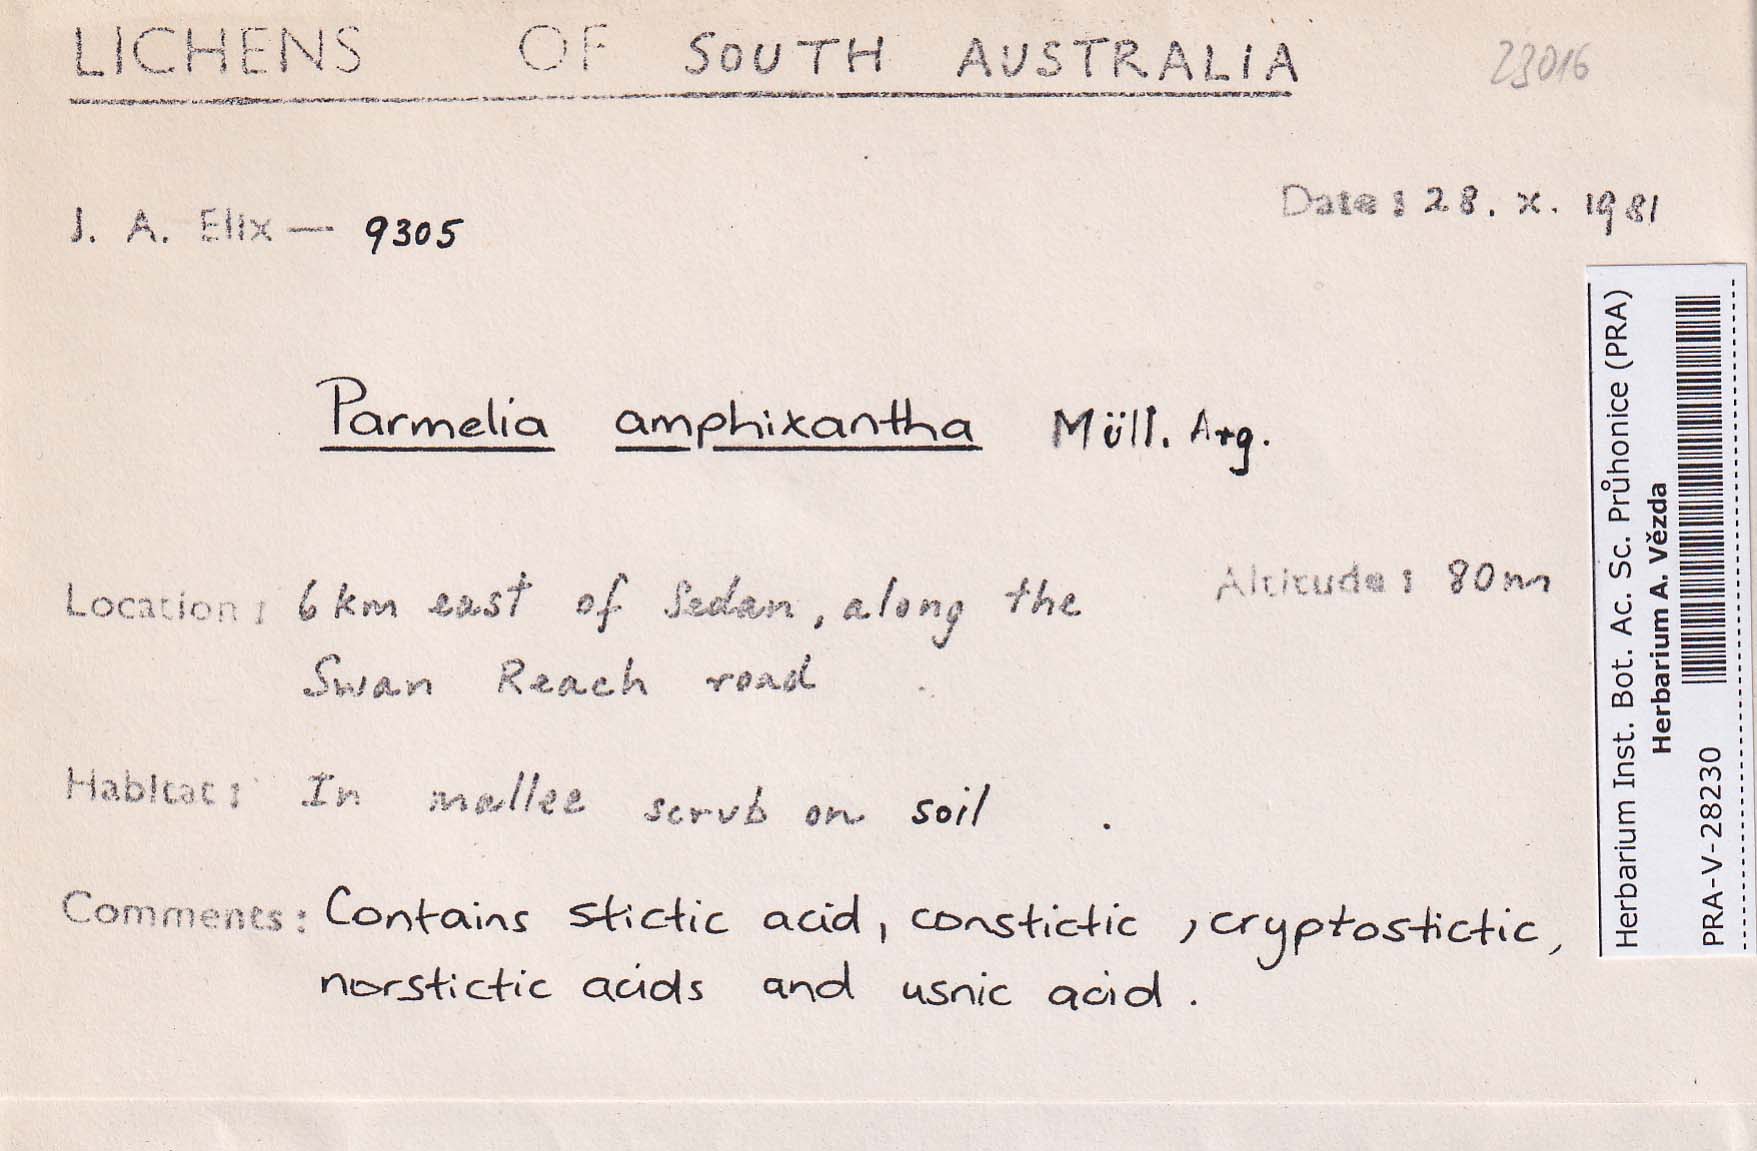 LICHENS OF SOUTH AUSTRALIA
23016
J. A. Elix — 9305
Date: 28. x. 1981
Parmelia amphixantha Müll. Arg.
Location: 6 km east of Sedan, along the
Swan Reach road
Altitude: 80m
Habitat: In mallee scrub on soil .
Comments: Contains stictic acid, constictic, cryptostictic,
norstictic acids and usnic acid.
Herbarium Inst. Bot. Ac. Sc. Průhonice (PRA)
Herbarium A. Vězda
PRA-V-28230